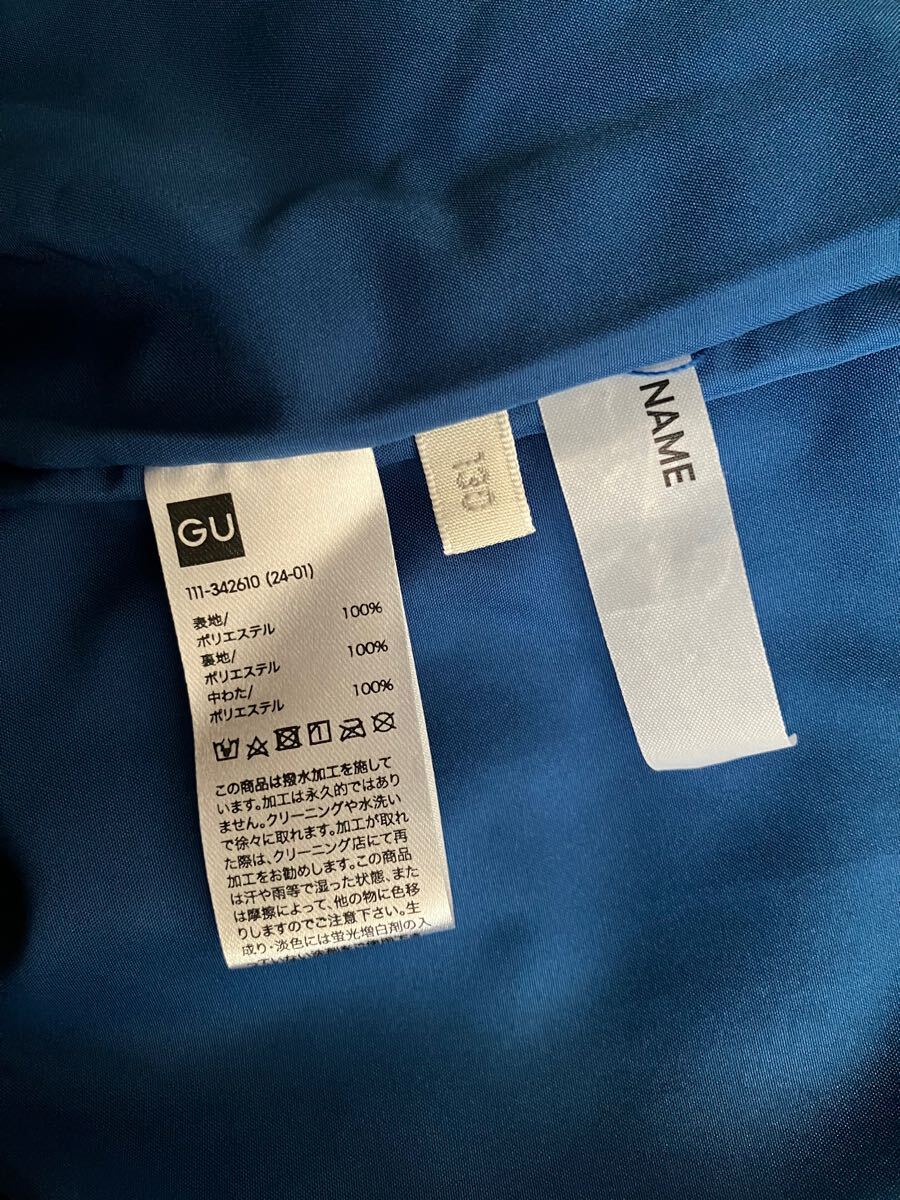 GU
111-342610 (24-01)
表地/
ポリエステル 100%
裏地/
ポリエステル 100%
中わた/
ポリエステル 100%
この商品は撥水加工を施して
います。加工は永久的ではあり
ません。クリーニングや水洗い
で徐々に取れます。加工が取れ
た際は、クリーニング店にて再
加工をお勧めします。この商品
は汗や雨等で湿った状態、また
は摩擦によって、他の物に色移
りしますのでご注意下さい。生
成り・淡色には蛍光増白剤の入
130
NAME